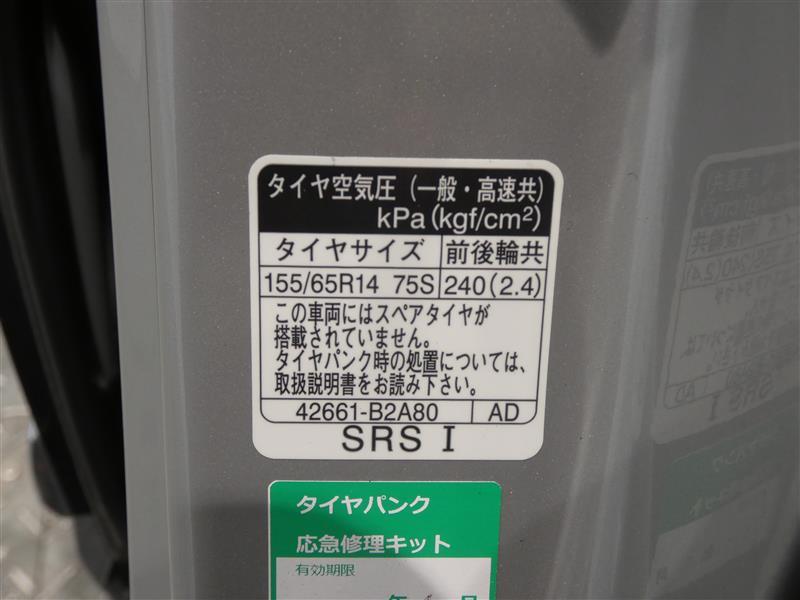 タイヤ空気圧(一般・高速共)
kPa(kgf/cm²)
タイヤサイズ 前後輪共
155/65R14 75S 240(2.4)
この車両にはスペアタイヤが
搭載されていません。
タイヤパンク時の処置については、
取扱説明書をお読み下さい。
42661-B2A80 AD
SRS I
タイヤパンク
応急修理キット
有効期限
年 月